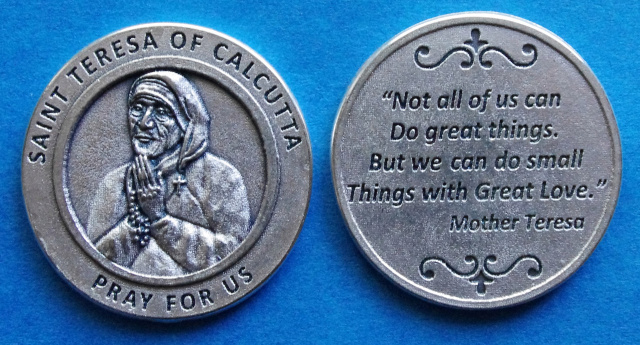 SAINT TERESA OF CALCUTTA
PRAY FOR US
“Not all of us can
Do great things.
But we can do small
Things with Great Love.”
Mother Teresa